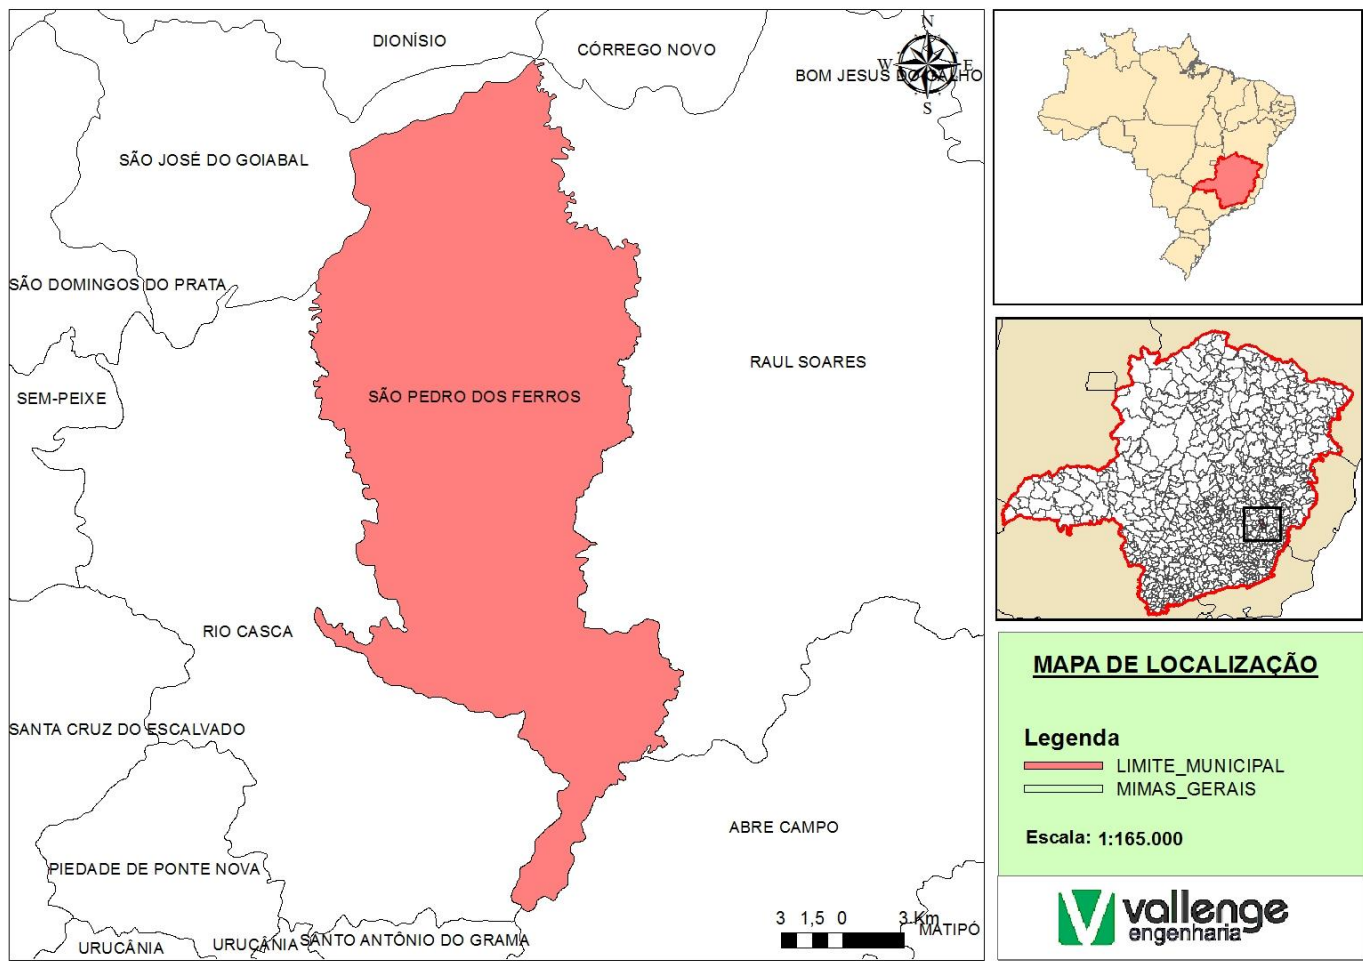 DIONÍSIO
CÓRREGO NOVO
N
W
E
S
BOM JESUS DO GALHO
SÃO JOSÉ DO GOIABAL
SÃO DOMINGOS DO PRATA
RAUL SOARES
SEM-PEIXE
SÃO PEDRO DOS FERROS
RIO CASCA
SANTA CRUZ DO ESCALVADO
ABRE CAMPO
PIEDADE DE PONTE NOVA
URUCÂNIA
URUCÂNIA
SANTO ANTÔNIO DO GRAMA
MATIPÓ
3 1,5 0 3 Km
MAPA DE LOCALIZAÇÃO
Legenda
LIMITE_MUNICIPAL
MIMAS_GERAIS
Escala: 1:165.000
vallenge
engenharia